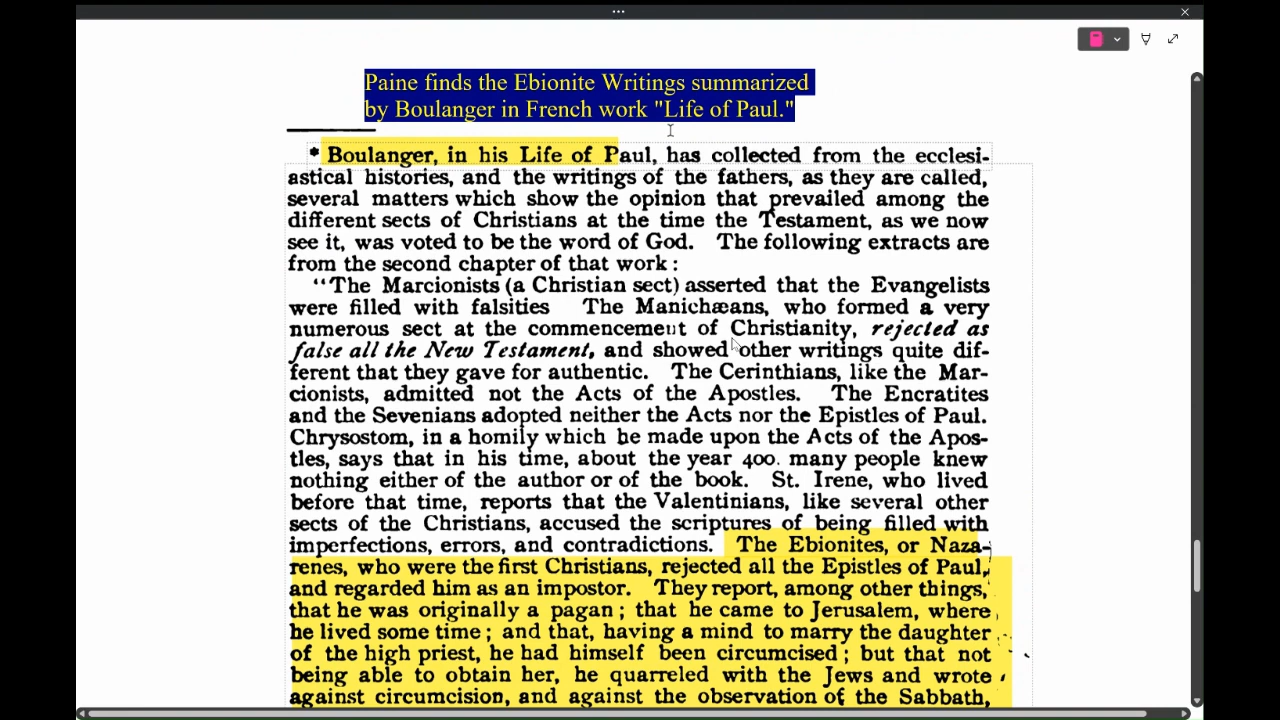 Paine finds the Ebionite Writings summarized
by Boulanger in French work "Life of Paul."
* Boulanger, in his Life of Paul, has collected from the ecclesi-
astical histories, and the writings of the fathers, as they are called,
several matters which show the opinion that prevailed among the
different sects of Christians at the time the Testament, as we now
see it, was voted to be the word of God. The following extracts are
from the second chapter of that work:
"The Marcionists (a Christian sect) asserted that the Evangelists
were filled with falsities The Manichæans, who formed a very
numerous sect at the commencement of Christianity, rejected as
false all the New Testament, and showed other writings quite dif-
ferent that they gave for authentic. The Cerinthians, like the Mar-
cionists, admitted not the Acts of the Apostles. The Encratites
and the Sevenians adopted neither the Acts nor the Epistles of Paul.
Chrysostom, in a homily which he made upon the Acts of the Apos-
tles, says that in his time, about the year 400. many people knew
nothing either of the author or of the book. St. Irene, who lived
before that time, reports that the Valentinians, like several other
sects of the Christians, accused the scriptures of being filled with
imperfections, errors, and contradictions. The Ebionites, or Naza-
renes, who were the first Christians, rejected all the Epistles of Paul,
and regarded him as an impostor. They report, among other things,
that he was originally a pagan; that he came to Jerusalem, where
he lived some time; and that, having a mind to marry the daughter
of the high priest, he had himself been circumcised; but that not
being able to obtain her, he quarreled with the Jews and wrote
against circumcision, and against the observation of the Sabbath,